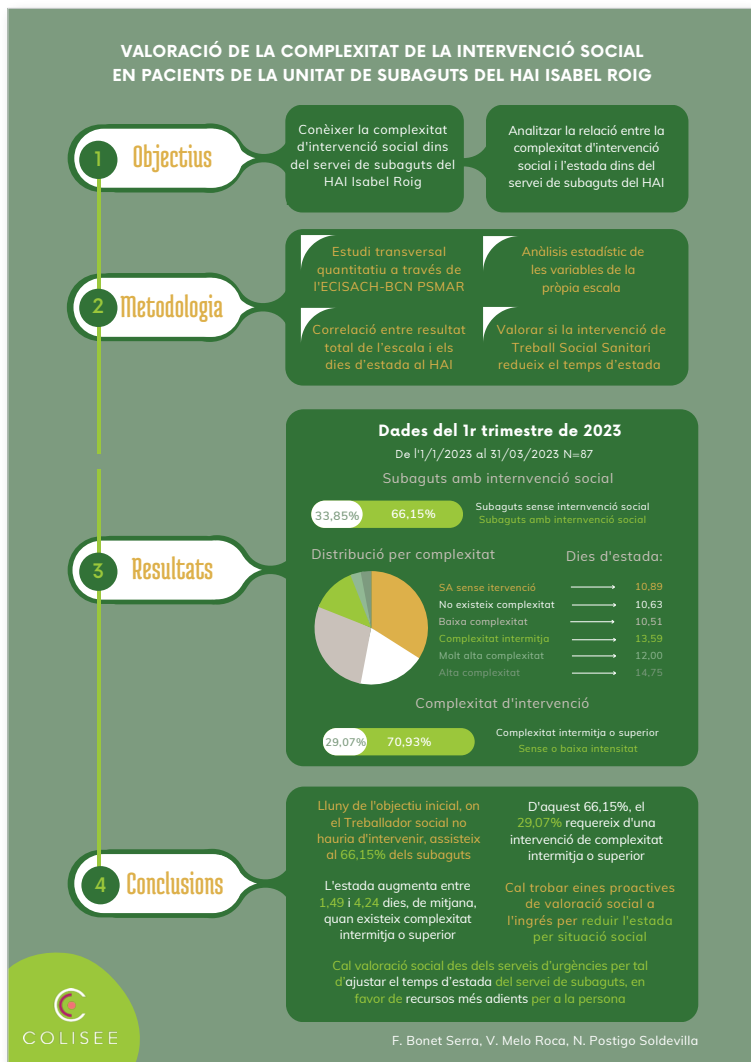 VALORACIÓ DE LA COMPLEXITAT DE LA INTERVENCIÓ SOCIAL
EN PACIENTS DE LA UNITAT DE SUBAGUTS DEL HAI ISABEL ROIG
1
Objectius
Conèixer la complexitat
d'intervenció social dins
del servei de subaguts del
HAI Isabel Roig
Analitzar la relació entre la
complexitat d'intervenció
social i l'estada dins del
servei de subaguts del HAI
2
Metodologia
Estudi transversal
quantitatiu a través de
l'ECISACH-BCN PSMAR
Anàlisis estadístic de
les variables de la
pròpia escala
Correlació entre resultat
total de l'escala i els
dies d'estada al HAI
Valorar si la intervenció de
Treball Social Sanitari
redueix el temps d'estada
3
Resultats
Dades del 1r trimestre de 2023
De l'1/1/2023 al 31/03/2023 N=87
Subaguts amb internvenció social
33,85%
66,15%
Subaguts sense internvenció social
Subaguts amb internvenció social
Distribució per complexitat
Dies d'estada:
SA sense itervenció 10,89
No existeix complexitat 10,63
Baixa complexitat 10,51
Complexitat intermitja 13,59
Molt alta complexitat 12,00
Alta complexitat 14,75
Complexitat d'intervenció
29,07%
70,93%
Complexitat intermitja o superior
Sense o baixa intensitat
4
Conclusions
Lluny de l'objectiu inicial, on
el Treballador social no
hauria d'intervenir, assisteix
al 66,15% dels subaguts
D'aquest 66,15%, el
29,07% requereix d'una
intervenció de complexitat
intermitja o superior
L'estada augmenta entre
1,49 i 4,24 dies, de mitjana,
quan existeix complexitat
intermitja o superior
Cal trobar eines proactives
de valoració social a
l'ingrés per reduir l'estada
per situació social
Cal valoració social des dels serveis d'urgències per tal
d'ajustar el temps d'estada del servei de subaguts, en
favor de recursos més adients per a la persona
COLISEE
F. Bonet Serra, V. Melo Roca, N. Postigo Soldevilla